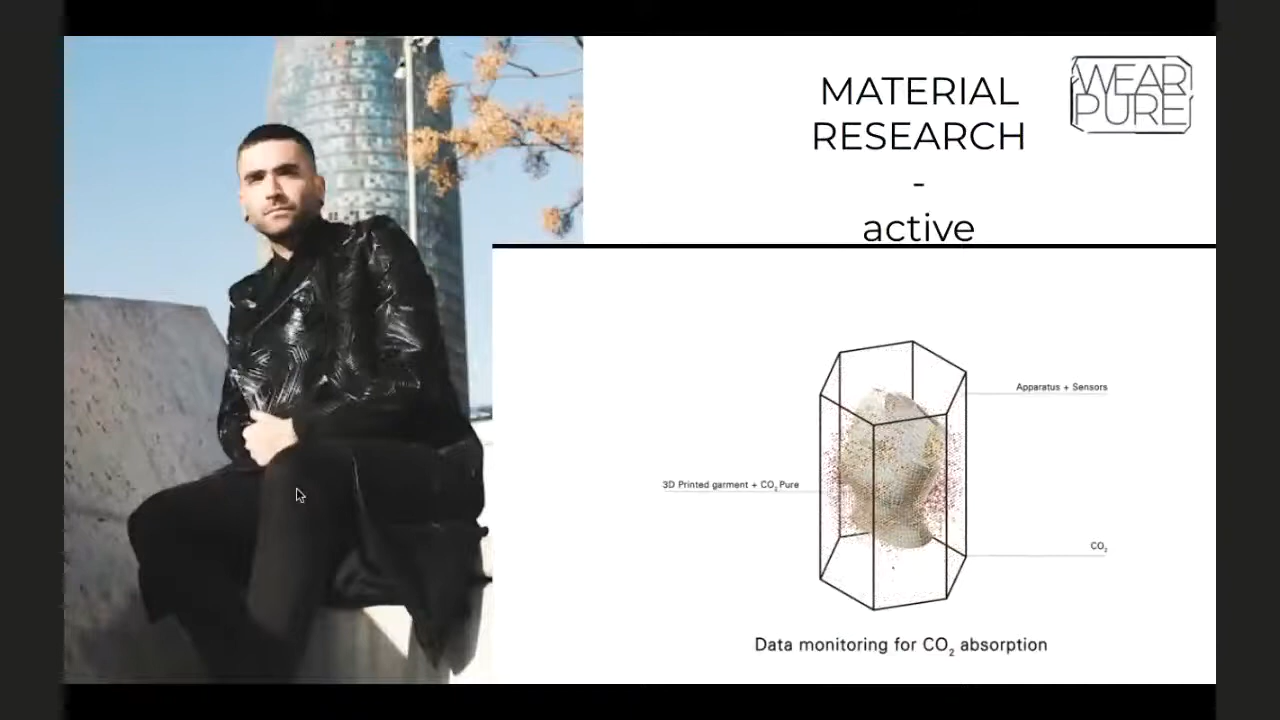 MATERIAL
RESEARCH
-
active
WEAR
PURE
Apparatus + Sensors
3D Printed garment + CO₂ Pure
CO₂
Data monitoring for CO₂ absorption